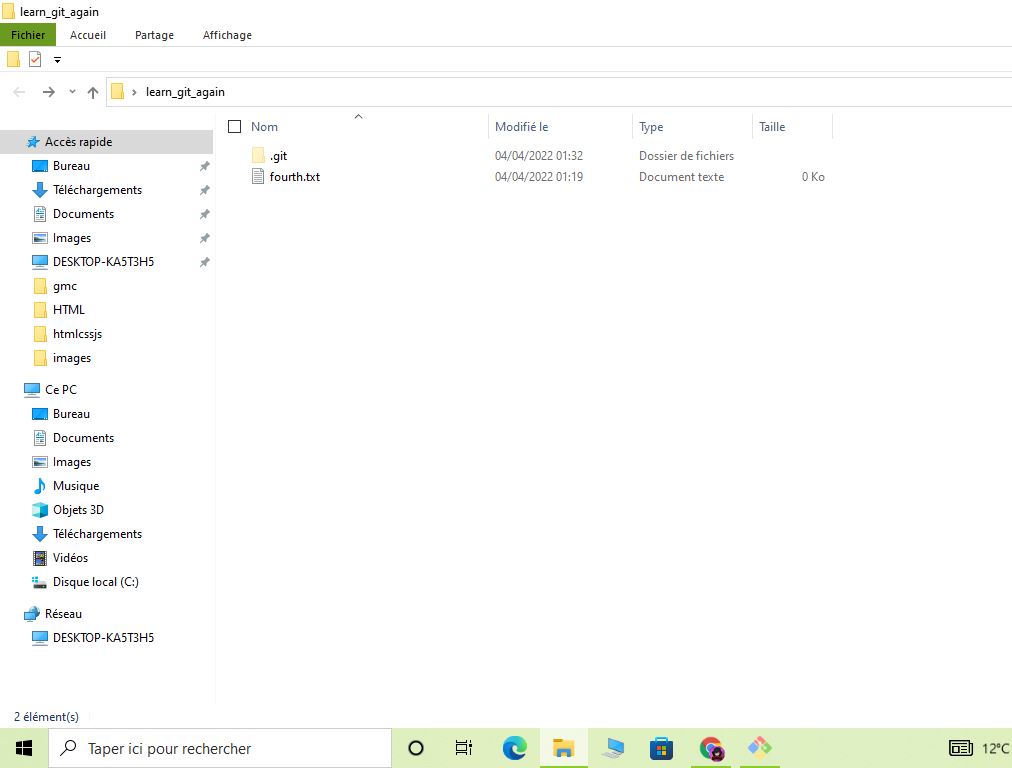 learn_git_again
Fichier Accueil Partage Affichage
learn_git_again
Nom Modifié le Type Taille
.git 04/04/2022 01:32 Dossier de fichiers
fourth.txt 04/04/2022 01:19 Document texte 0 Ko
Accès rapide
Bureau
Téléchargements
Documents
Images
DESKTOP-KA5T3H5
gmc
HTML
htmlcssjs
images
Ce PC
Bureau
Documents
Images
Musique
Objets 3D
Téléchargements
Vidéos
Disque local (C:)
Réseau
DESKTOP-KA5T3H5
2 élément(s)
Taper ici pour rechercher
12°C